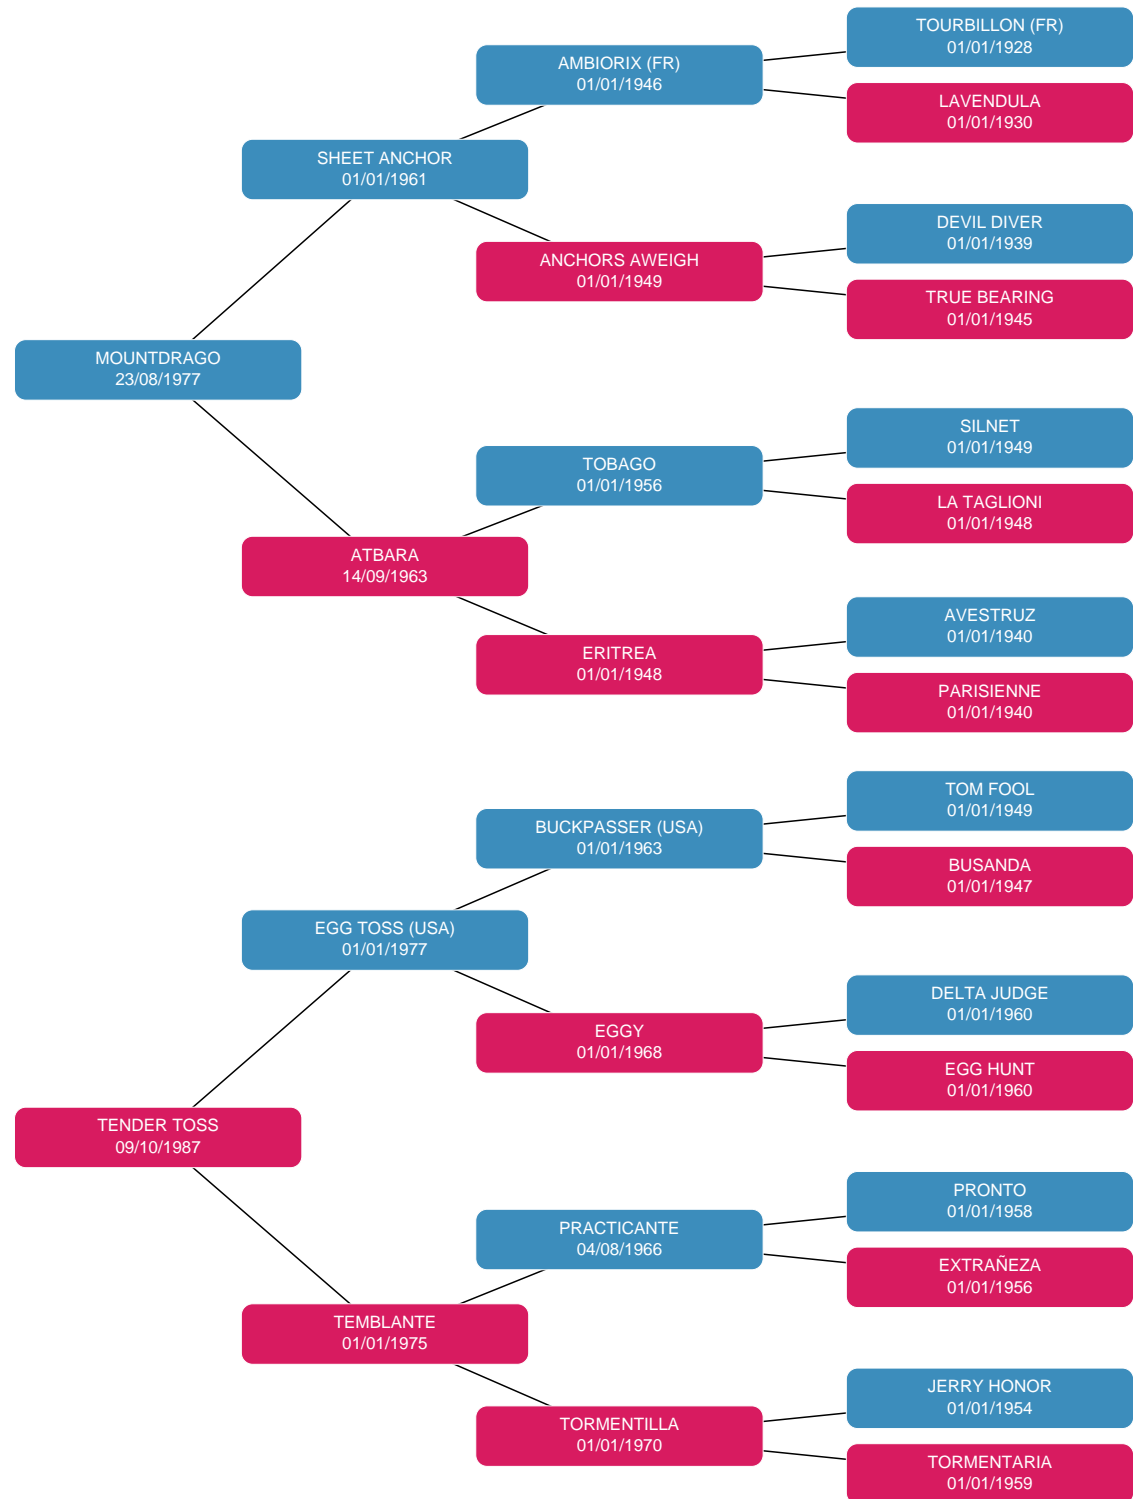 TOURBILLON (FR)
01/01/1928
AMBIORIX (FR)
01/01/1946
LAVENDULA
01/01/1930
SHEET ANCHOR
01/01/1961
DEVIL DIVER
01/01/1939
ANCHORS AWEIGH
01/01/1949
TRUE BEARING
01/01/1945
MOUNTDRAGO
23/08/1977
SILNET
01/01/1949
TOBAGO
01/01/1956
LA TAGLIONI
01/01/1948
ATBARA
14/09/1963
AVESTRUZ
01/01/1940
ERITREA
01/01/1948
PARISIENNE
01/01/1940
TOM FOOL
01/01/1949
BUCKPASSER (USA)
01/01/1963
BUSANDA
01/01/1947
EGG TOSS (USA)
01/01/1977
DELTA JUDGE
01/01/1960
EGGY
01/01/1968
EGG HUNT
01/01/1960
TENDER TOSS
09/10/1987
PRONTO
01/01/1958
PRACTICANTE
04/08/1966
EXTRAÑEZA
01/01/1956
TEMBLANTE
01/01/1975
JERRY HONOR
01/01/1954
TORMENTILLA
01/01/1970
TORMENTARIA
01/01/1959